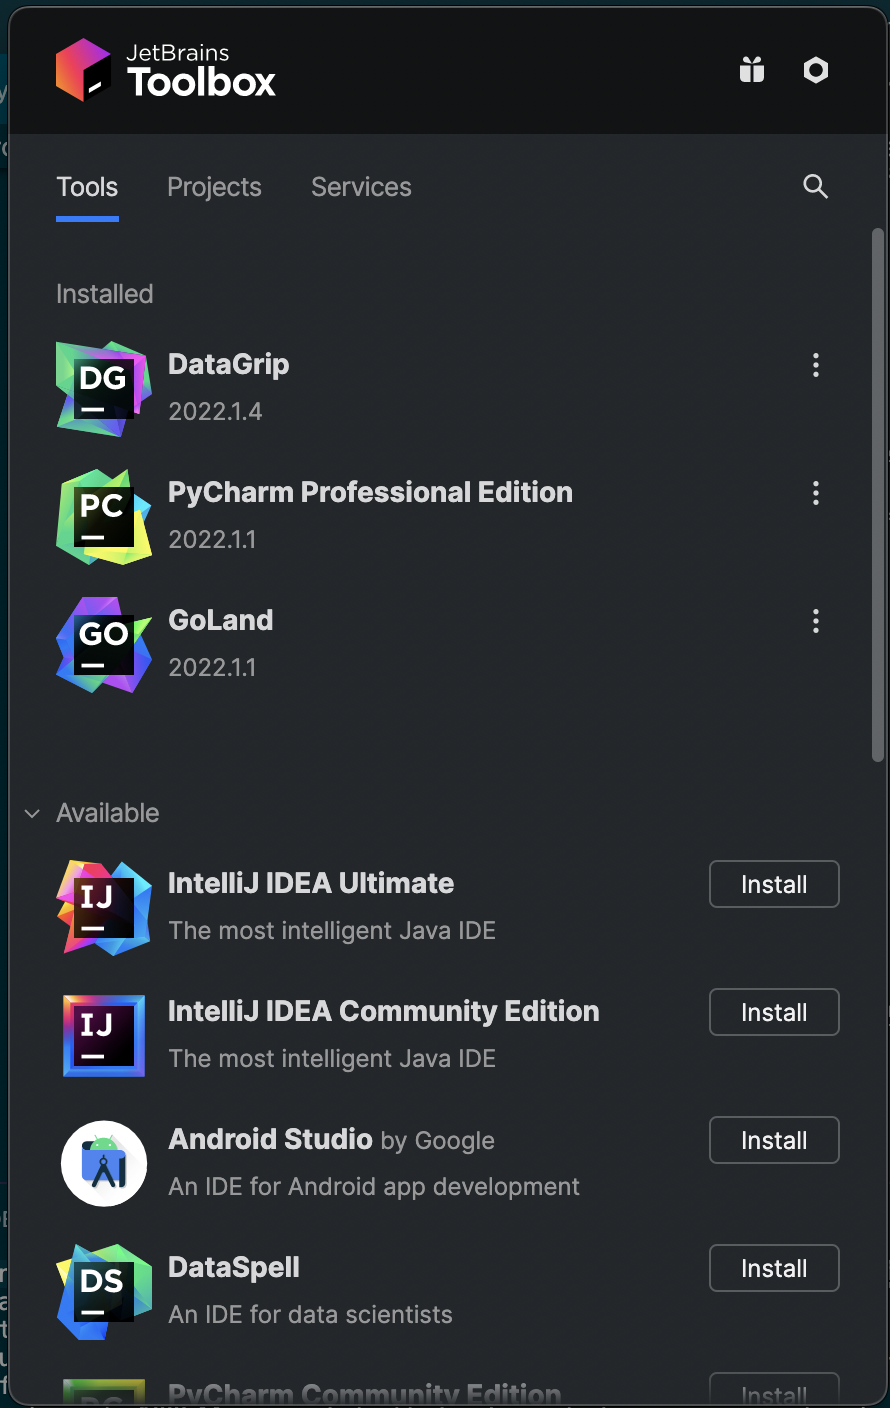 JetBrains
Toolbox
Tools Projects Services
Installed
DG
DataGrip
2022.1.4
PC
PyCharm Professional Edition
2022.1.1
GO
GoLand
2022.1.1
Available
IJ
IntelliJ IDEA Ultimate
Install
The most intelligent Java IDE
IJ
IntelliJ IDEA Community Edition
Install
The most intelligent Java IDE
Android Studio by Google
Install
An IDE for Android app development
DS
DataSpell
Install
An IDE for data scientists
PC
PyCharm Community Edition
Install